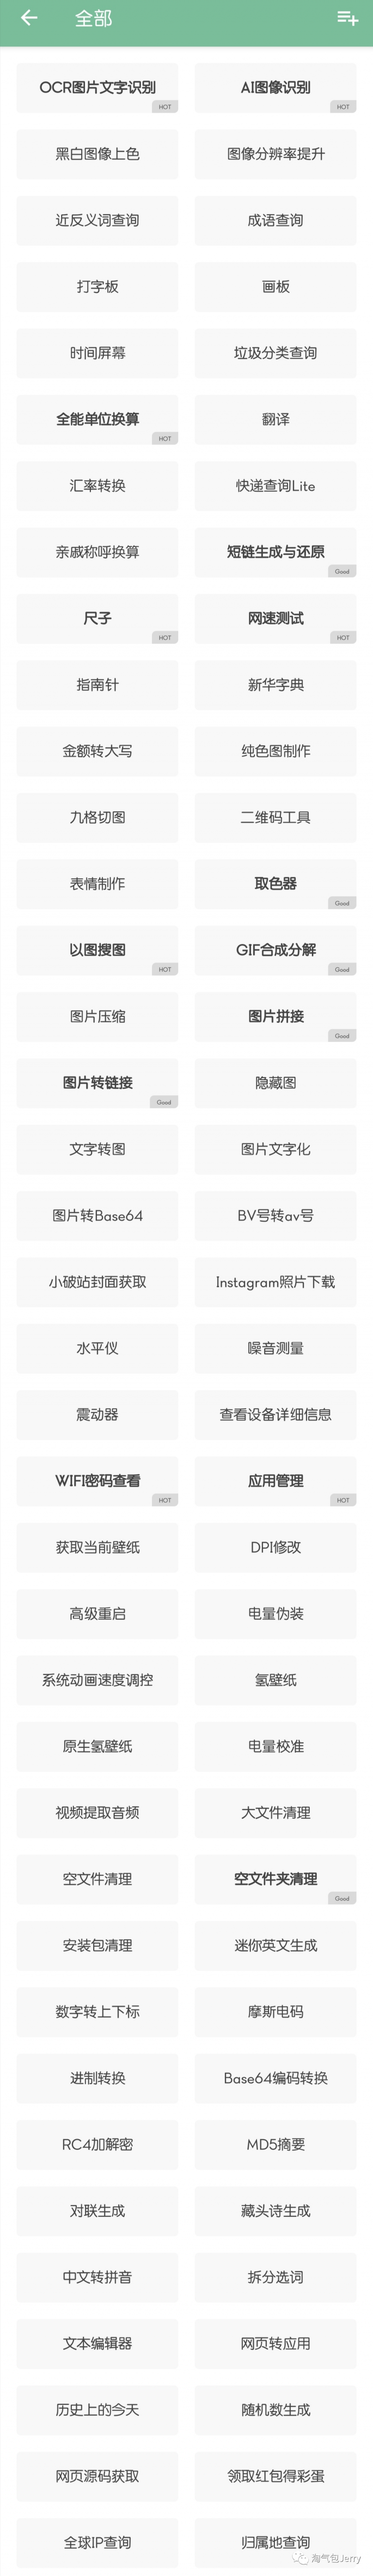 全部
OCR图片文字识别
HOT
AI图像识别
HOT
黑白图像上色
图像分辨率提升
近反义词查询
成语查询
打字板
画板
时间屏幕
垃圾分类查询
全能单位换算
HOT
翻译
汇率转换
快递查询Lite
亲戚称呼换算
短链生成与还原
Good
尺子
HOT
网速测试
HOT
指南针
新华字典
金额转大写
纯色图制作
九格切图
二维码工具
表情制作
取色器
Good
以图搜图
HOT
GIF合成分解
Good
图片压缩
图片拼接
Good
图片转链接
Good
隐藏图
文字转图
图片文字化
图片转Base64
BV号转av号
小破站封面获取
Instagram照片下载
水平仪
噪音测量
震动器
查看设备详细信息
WIFI密码查看
HOT
应用管理
HOT
获取当前壁纸
DPI修改
高级重启
电量伪装
系统动画速度调控
氢壁纸
原生氢壁纸
电量校准
视频提取音频
大文件清理
空文件清理
空文件夹清理
Good
安装包清理
迷你英文生成
数字转上下标
摩斯电码
进制转换
Base64编码转换
RC4加解密
MD5摘要
对联生成
藏头诗生成
中文转拼音
拆分选词
文本编辑器
网页转应用
历史上的今天
随机数生成
网页源码获取
领取红包得彩蛋
全球IP查询
归属地查询
淘气包Jerry